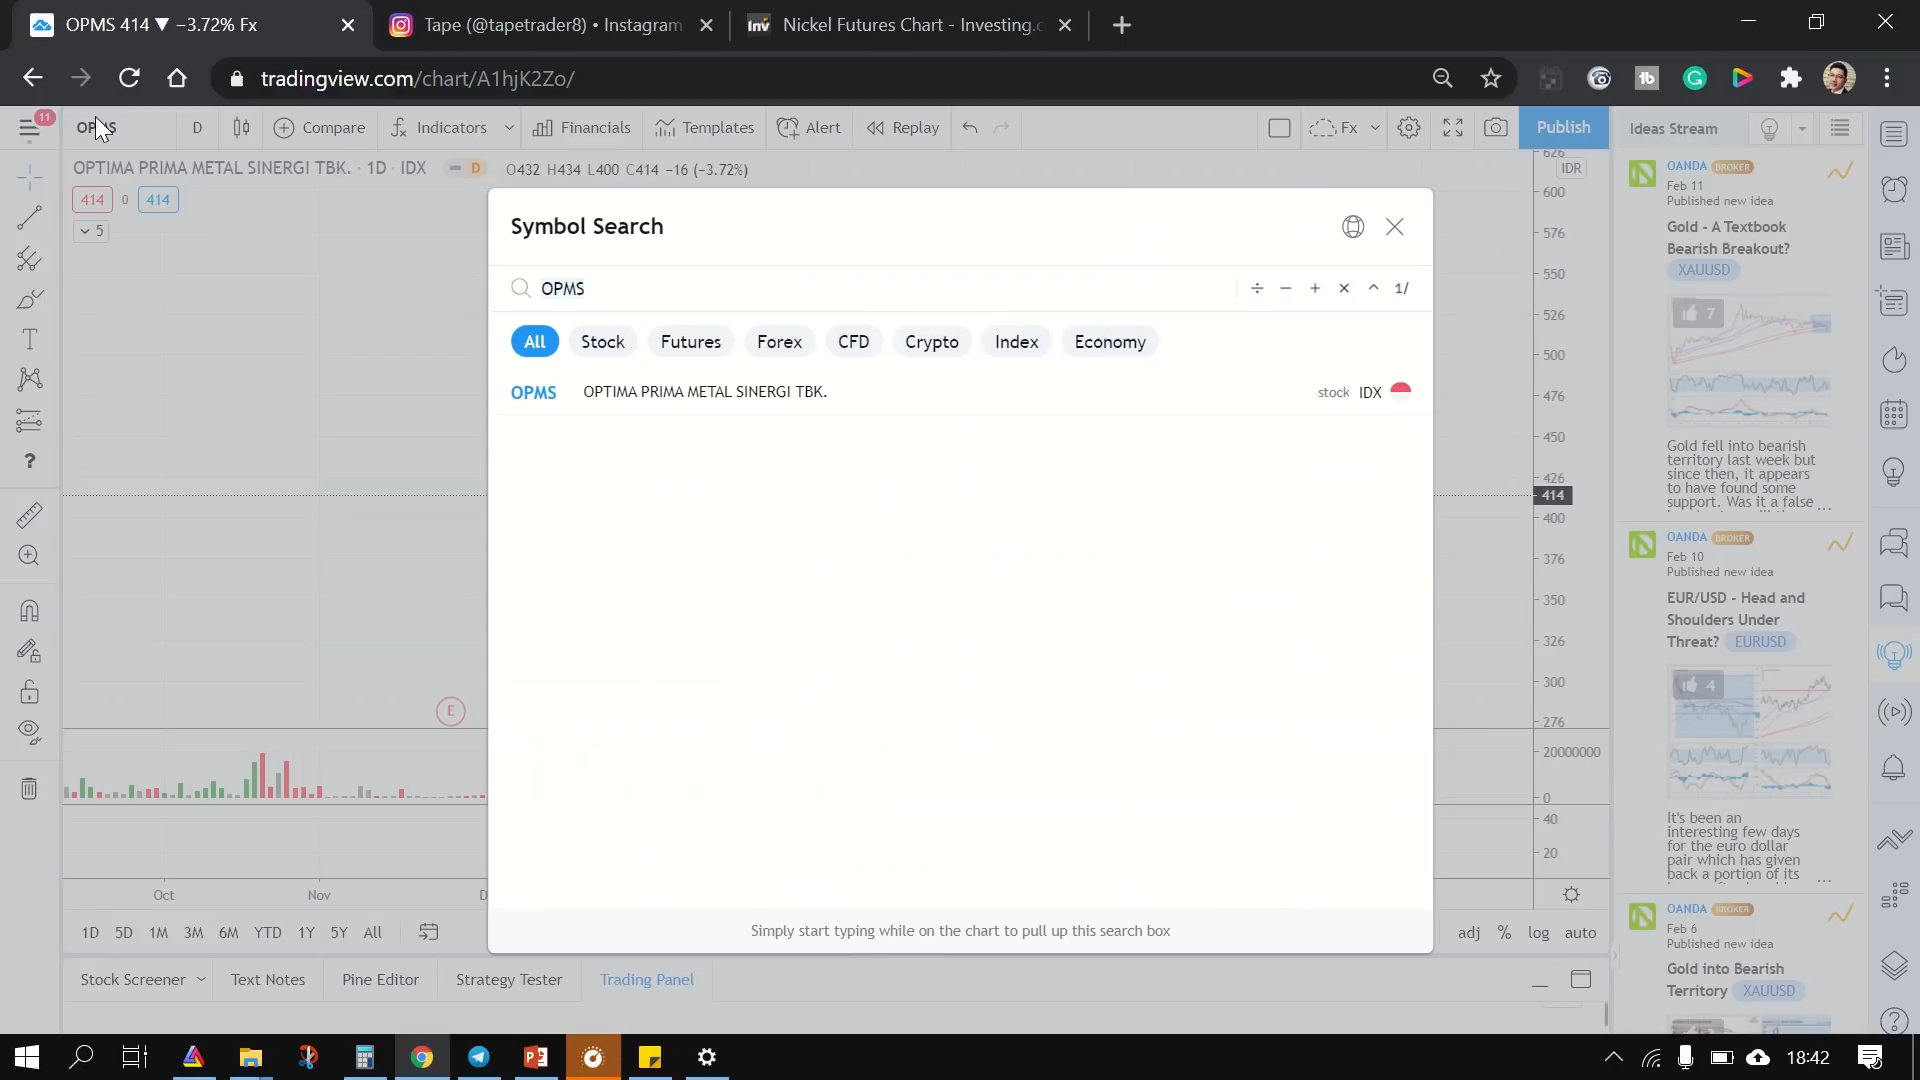 OPMS 414 ▼ −3.72% Fx
Tape (@tapetrader8) • Instagram
Inv
Nickel Futures Chart - Investing.c
tradingview.com/chart/A1hjK2Zo/
11
D
Compare
Indicators
Financials
Templates
Alert
Replay
Fx
Publish
Ideas Stream
OPTIMA PRIMA METAL SINERGI TBK. · 1D · IDX
D
O432 H434 L400 C414 −16 (−3.72%)
414 0 414
5
Symbol Search
OPMS
÷ − + × ^ 1/
All Stock Futures Forex CFD Crypto Index Economy
OPMS OPTIMA PRIMA METAL SINERGI TBK. stock IDX
Simply start typing while on the chart to pull up this search box
IDR
600
576
550
526
500
476
450
426
414
400
376
350
326
300
276
20000000
0
40
20
E
Oct Nov
1D 5D 1M 3M 6M YTD 1Y 5Y All
adj % log auto
Stock Screener Text Notes Pine Editor Strategy Tester Trading Panel
OANDA BROKER
Feb 11
Published new idea
Gold - A Textbook
Bearish Breakout?
XAUUSD
7
Gold fell into bearish
territory last week but
since then, it appears
to have found some
support. Was it a false ...
OANDA BROKER
Feb 10
Published new idea
EUR/USD - Head and
Shoulders Under
Threat? EURUSD
4
It's been an
interesting few days
for the euro dollar
pair which has given
back a portion of its
OANDA BROKER
Feb 6
Published new idea
Gold into Bearish
Territory XAUUSD
18:42